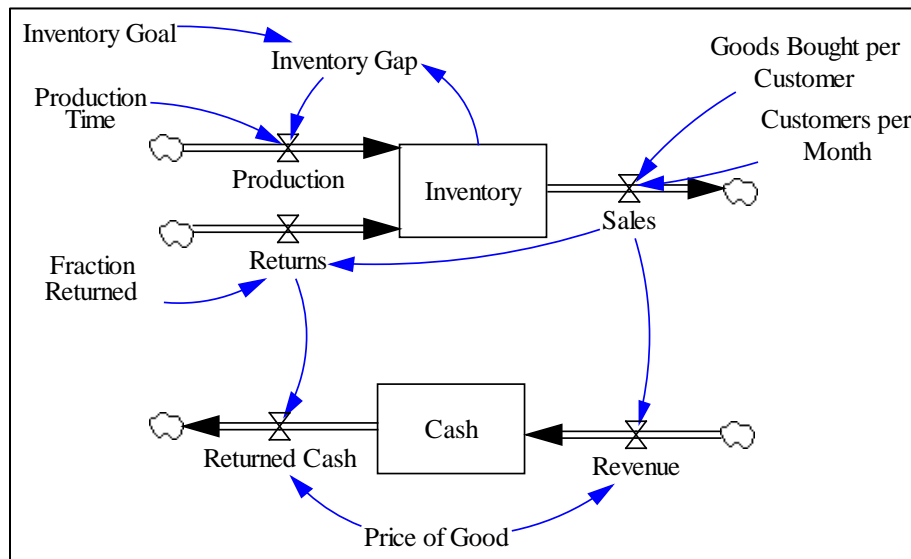 Inventory Goal
Inventory Gap
Goods Bought per
Customer
Production
Time
Customers per
Month
Production
Inventory
Sales
Returns
Fraction
Returned
Cash
Returned Cash
Revenue
Price of Good